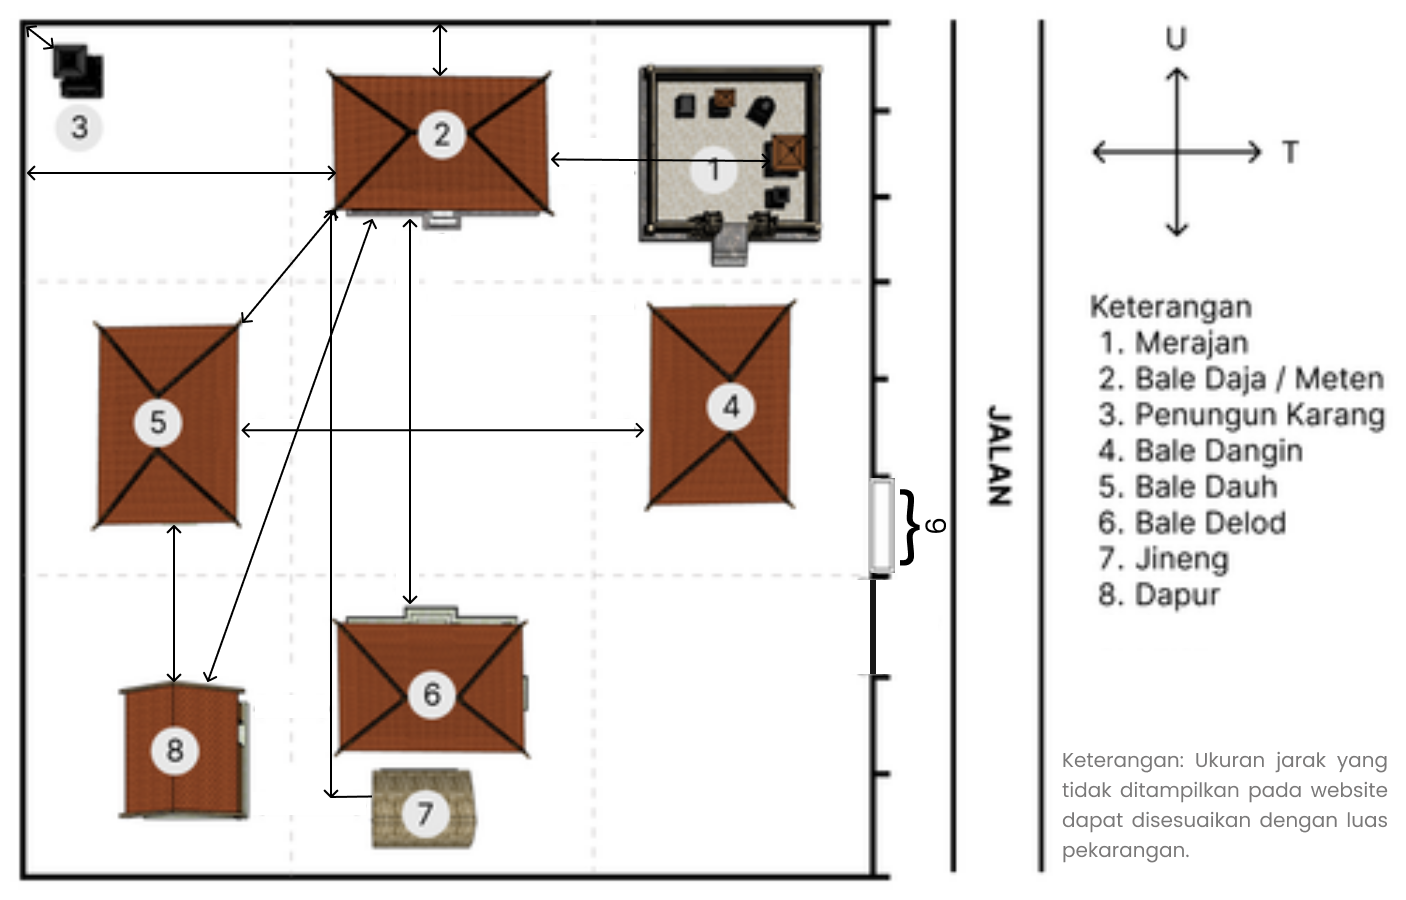 U
T
3
2
1
5
4
6
8
7
9
JALAN
Keterangan
1. Merajan
2. Bale Daja / Meten
3. Penungun Karang
4. Bale Dangin
5. Bale Dauh
6. Bale Delod
7. Jineng
8. Dapur
Keterangan: Ukuran jarak yang
tidak ditampilkan pada website
dapat disesuaikan dengan luas
pekarangan.